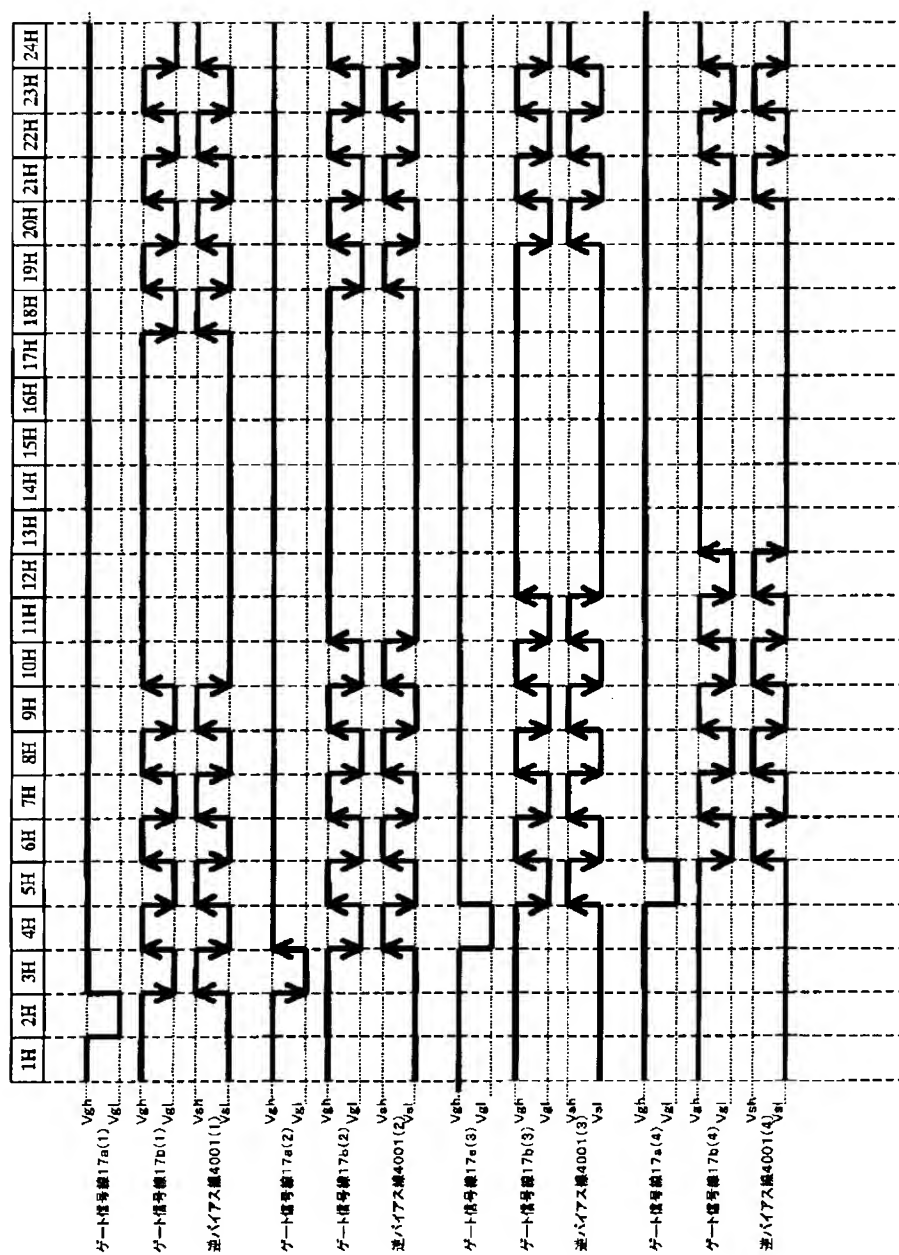 1H 2H 3H 4H 5H 6H 7H 8H 9H 10H 11H 12H 13H 14H 15H 16H 17H 18H 19H 20H 21H 22H 23H 24H
ゲート信号線17a(1) Vgh
Vgl
ゲート信号線17b(1) Vgh
Vgl
逆バイアス線4001(1) Vsh
Vsl
ゲート信号線17a(2) Vgh
Vgl
ゲート信号線17b(2) Vgh
Vgl
逆バイアス線4001(2) Vsh
Vsl
ゲート信号線17a(3) Vgh
Vgl
ゲート信号線17b(3) Vgh
Vgl
逆バイアス線4001(3) Vsh
Vsl
ゲート信号線17a(4) Vgh
Vgl
ゲート信号線17b(4) Vgh
Vgl
逆バイアス線4001(4) Vsh
Vsl